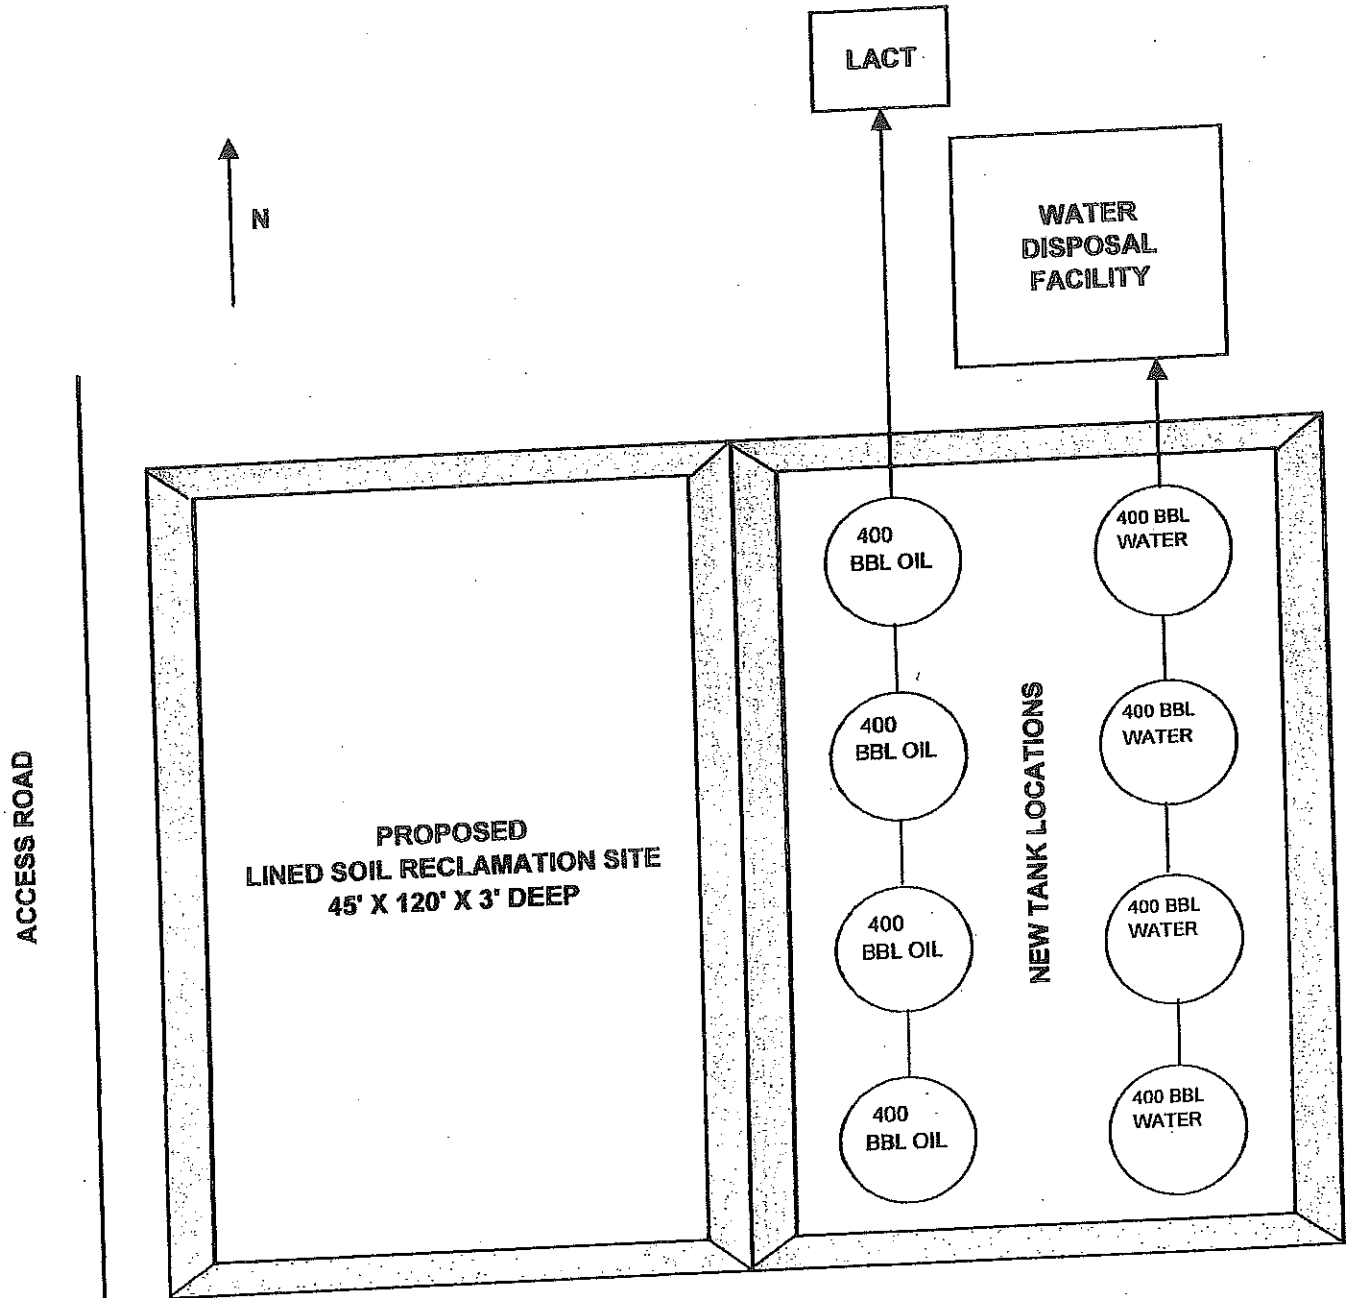 LACT
N
WATER
DISPOSAL
FACILITY
400
BBL OIL
400 BBL
WATER
400
BBL OIL
400 BBL
WATER
NEW TANK LOCATIONS
ACCESS ROAD
PROPOSED
LINED SOIL RECLAMATION SITE
45' X 120' X 3' DEEP
400
BBL OIL
400 BBL
WATER
400
BBL OIL
400 BBL
WATER